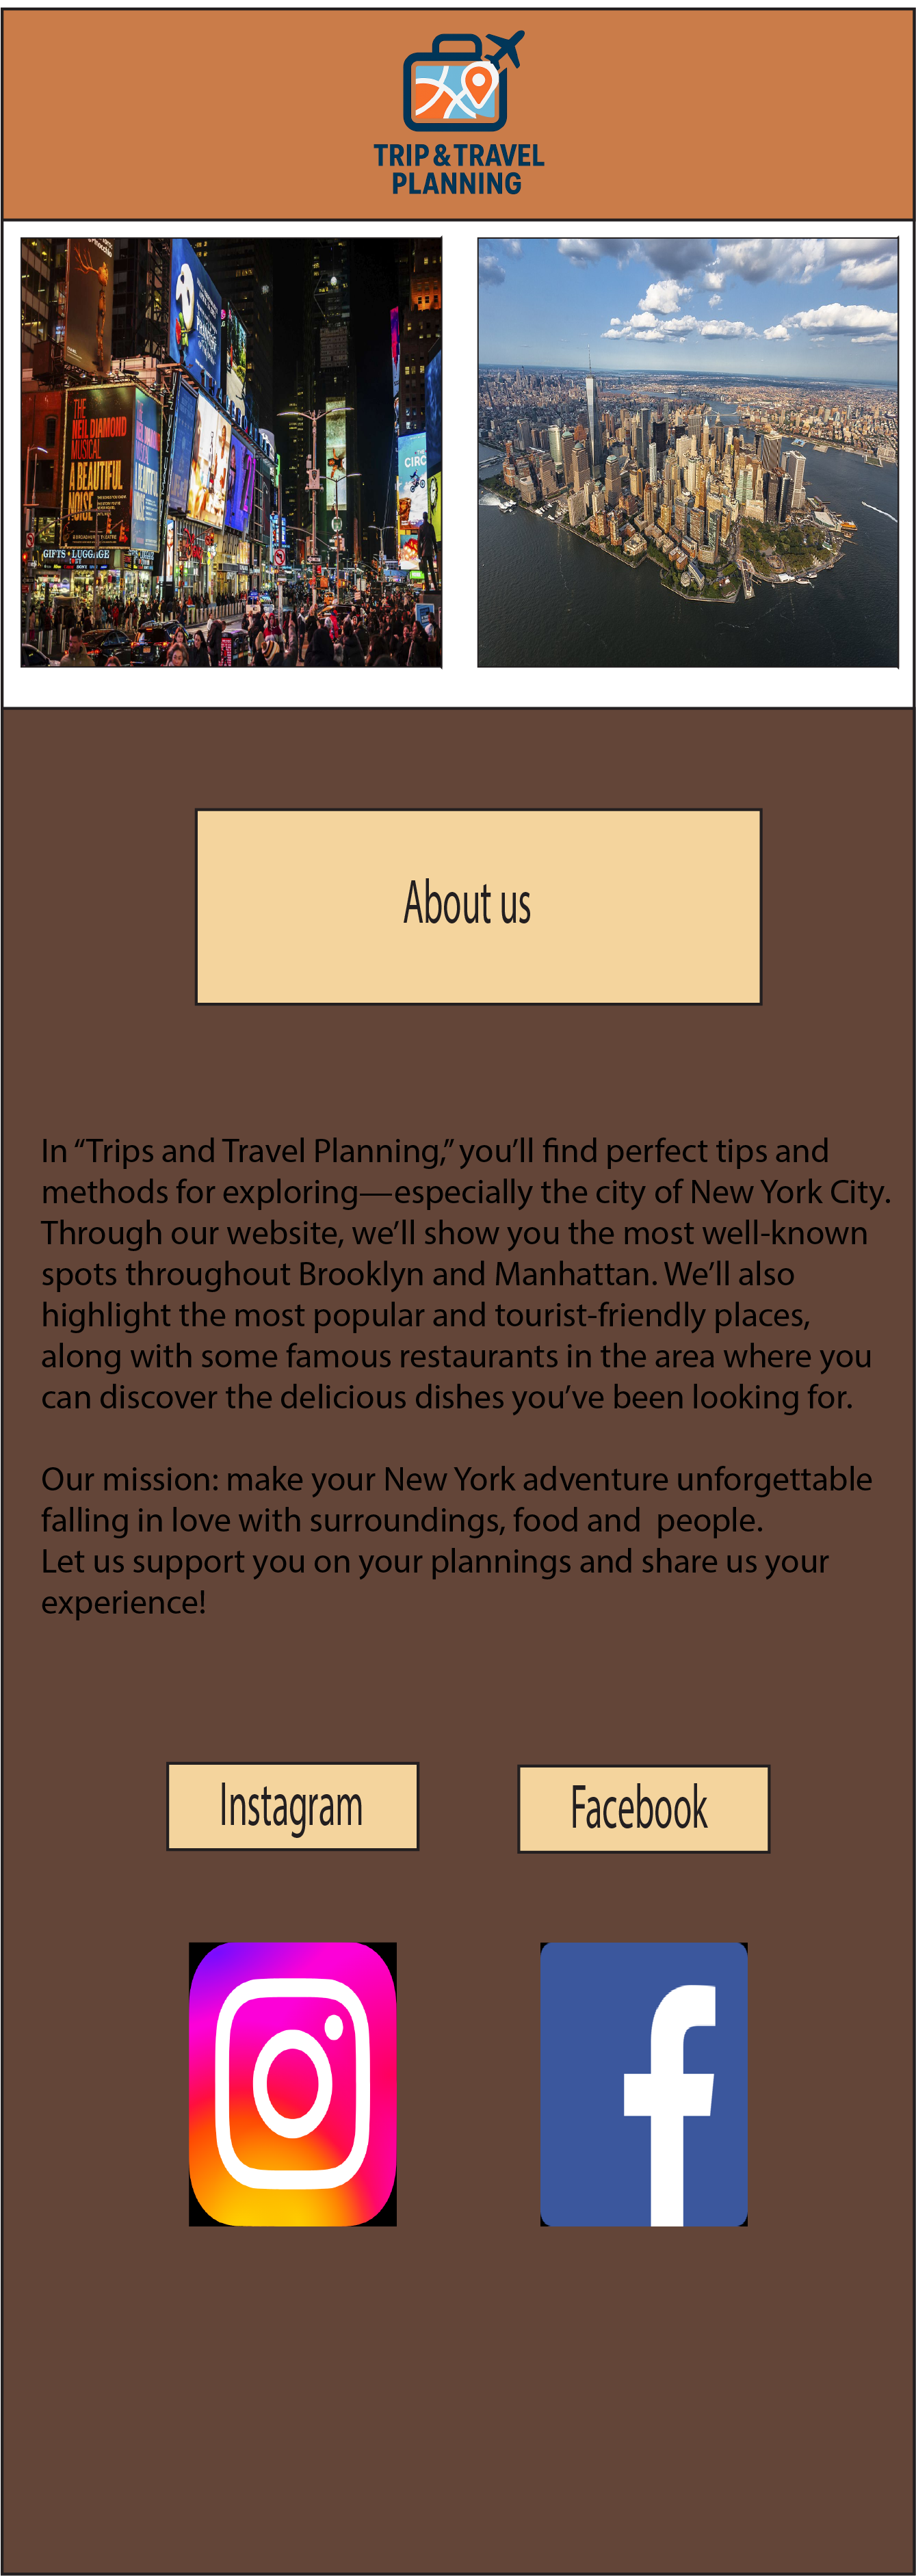 TRIP & TRAVEL
PLANNING
THE
NEIL DIAMOND
MUSICAL
A BEAUTIFUL
NOISE
GIFTS LUGGAGE
CIRC
About us
In “Trips and Travel Planning,” you’ll find perfect tips and
methods for exploring—especially the city of New York City.
Through our website, we’ll show you the most well-known
spots throughout Brooklyn and Manhattan. We’ll also
highlight the most popular and tourist-friendly places,
along with some famous restaurants in the area where you
can discover the delicious dishes you’ve been looking for.
Our mission: make your New York adventure unforgettable
falling in love with surroundings, food and  people.
Let us support you on your plannings and share us your
experience!
Instagram
Facebook